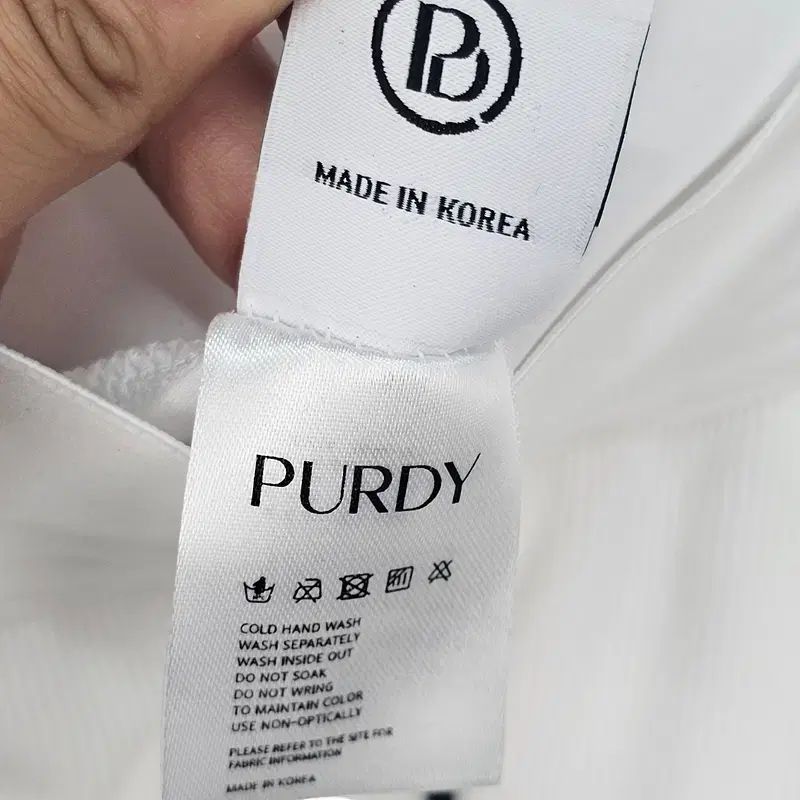 PD
MADE IN KOREA
PURDY
COLD HAND WASH
WASH SEPARATELY
WASH INSIDE OUT
DO NOT SOAK
DO NOT WRING
TO MAINTAIN COLOR
USE NON-OPTICALLY
PLEASE REFER TO THE SITE FOR
FABRIC INFORMATION
MADE IN KOREA